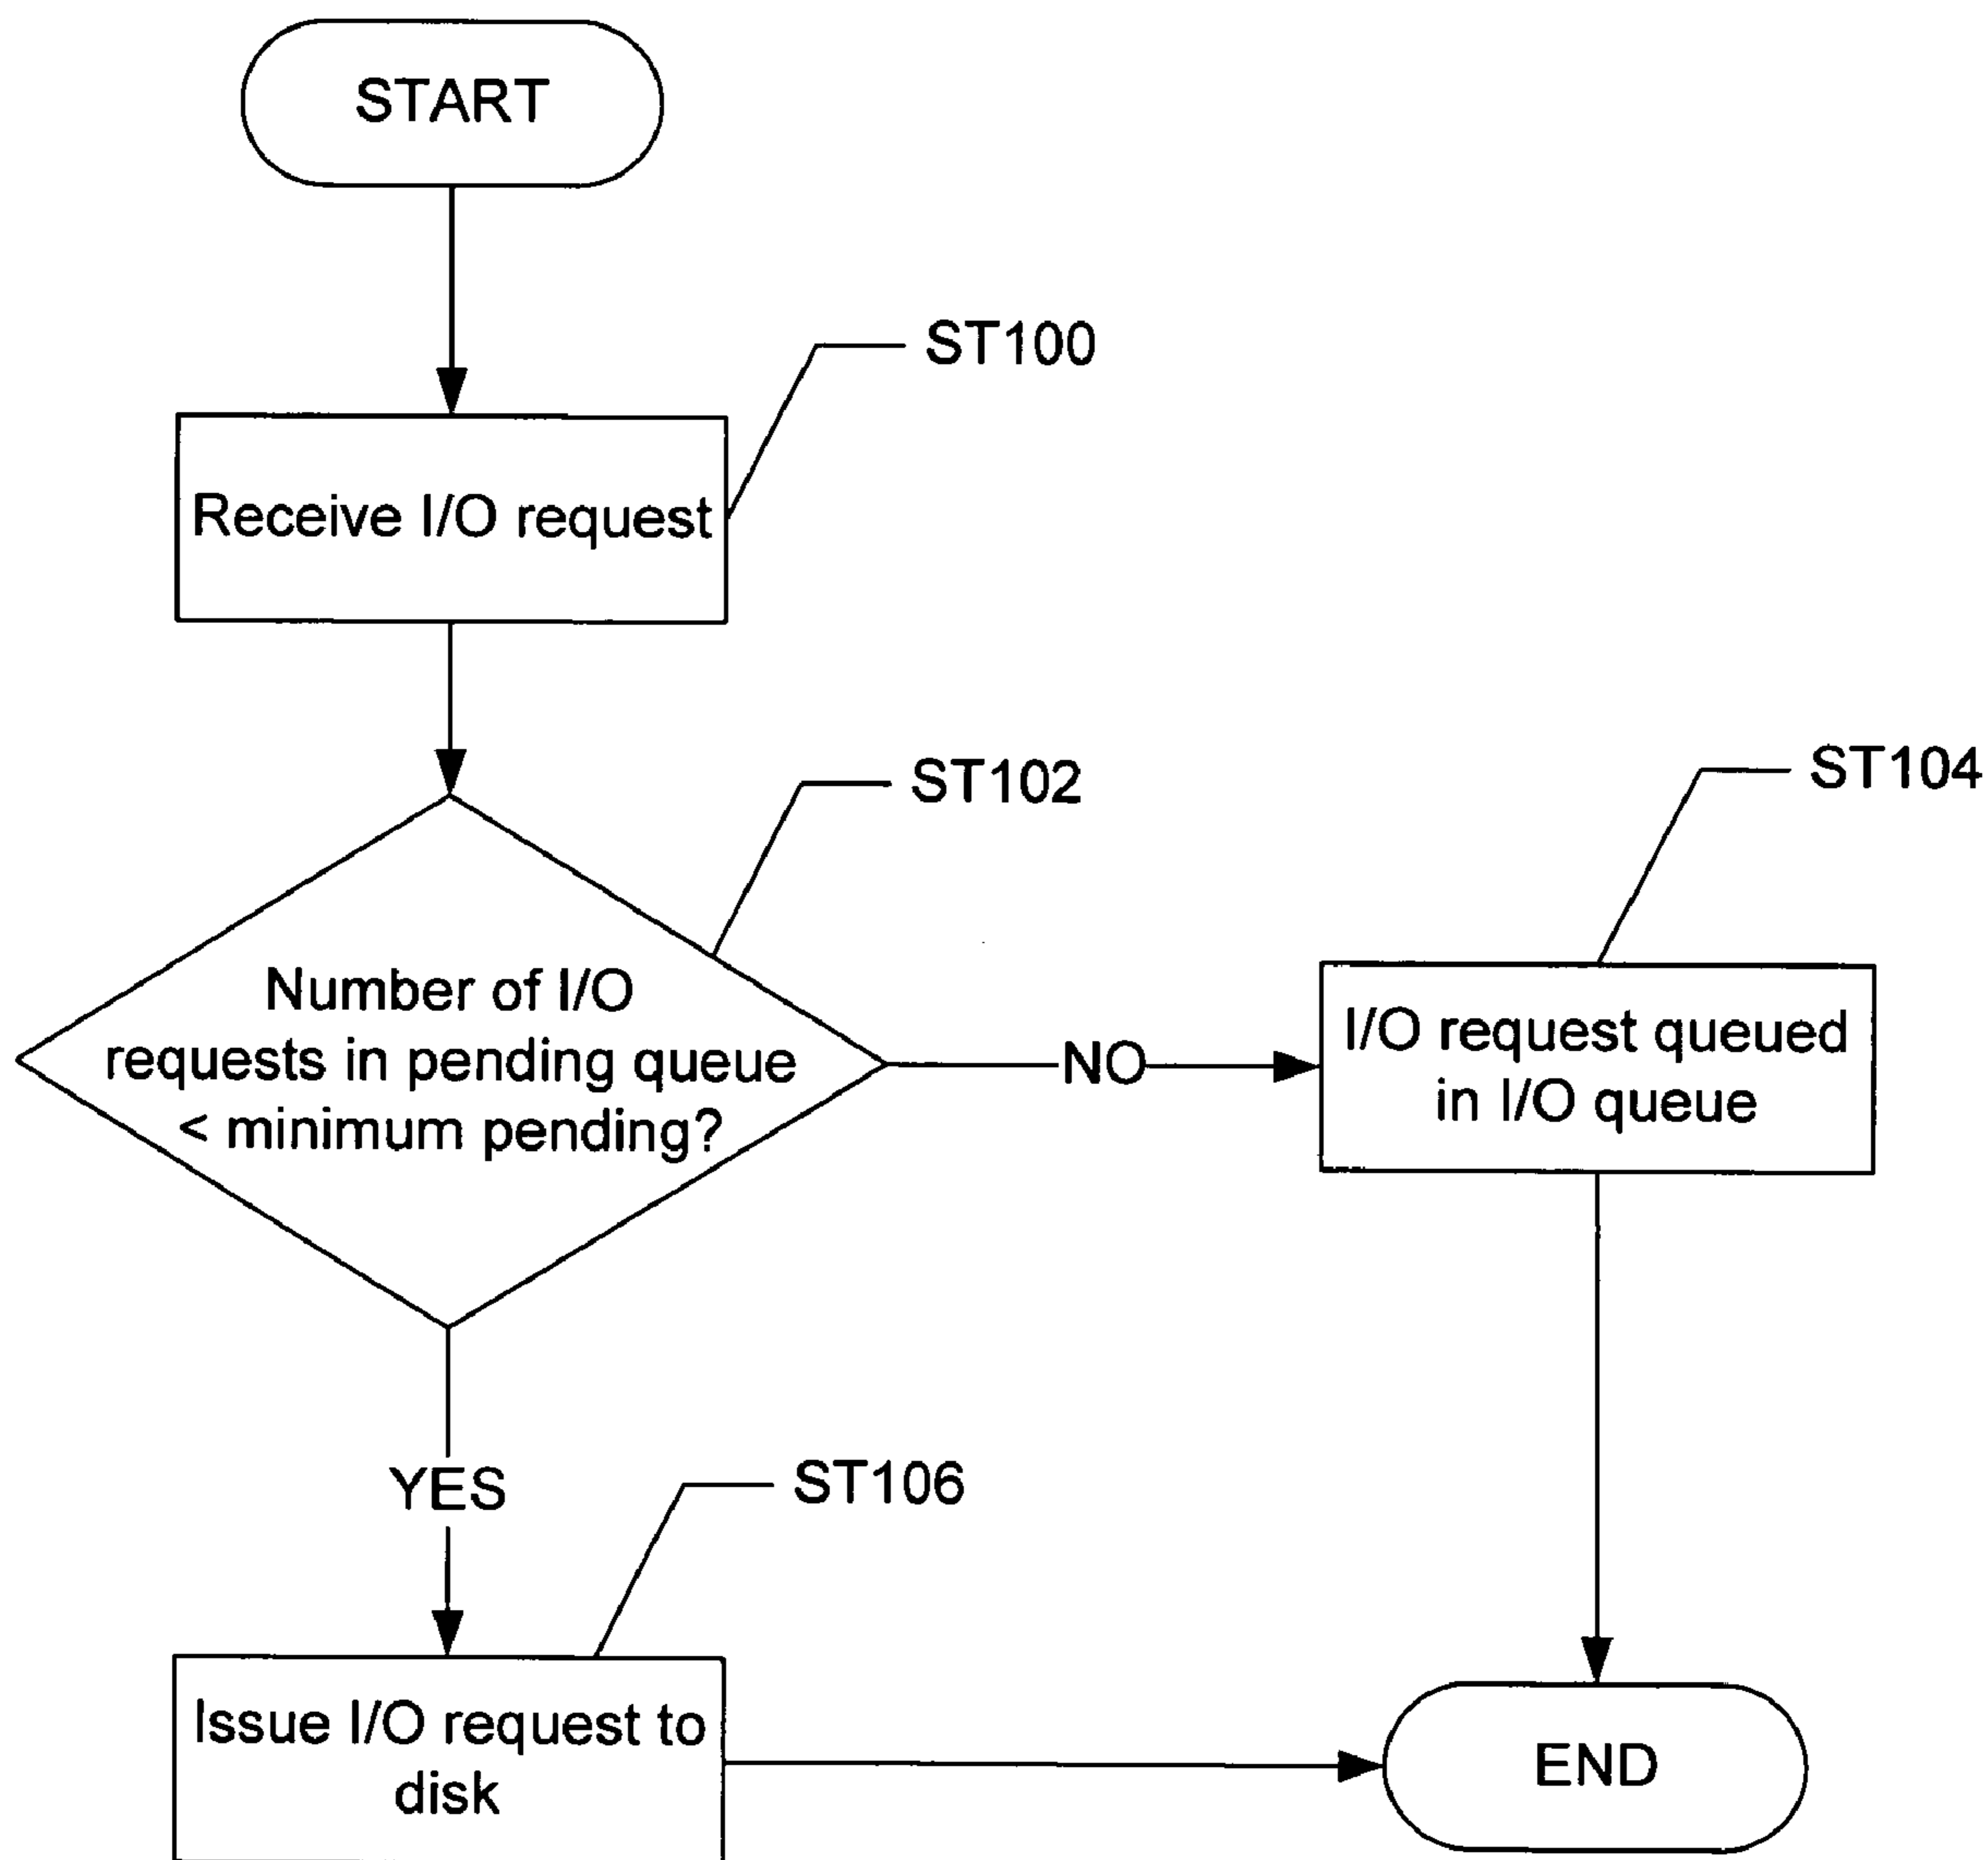 START
ST100
Receive I/O request
ST102
ST104
Number of I/O
requests in pending queue
< minimum pending?
NO
I/O request queued
in I/O queue
YES
ST106
Issue I/O request to
disk
END